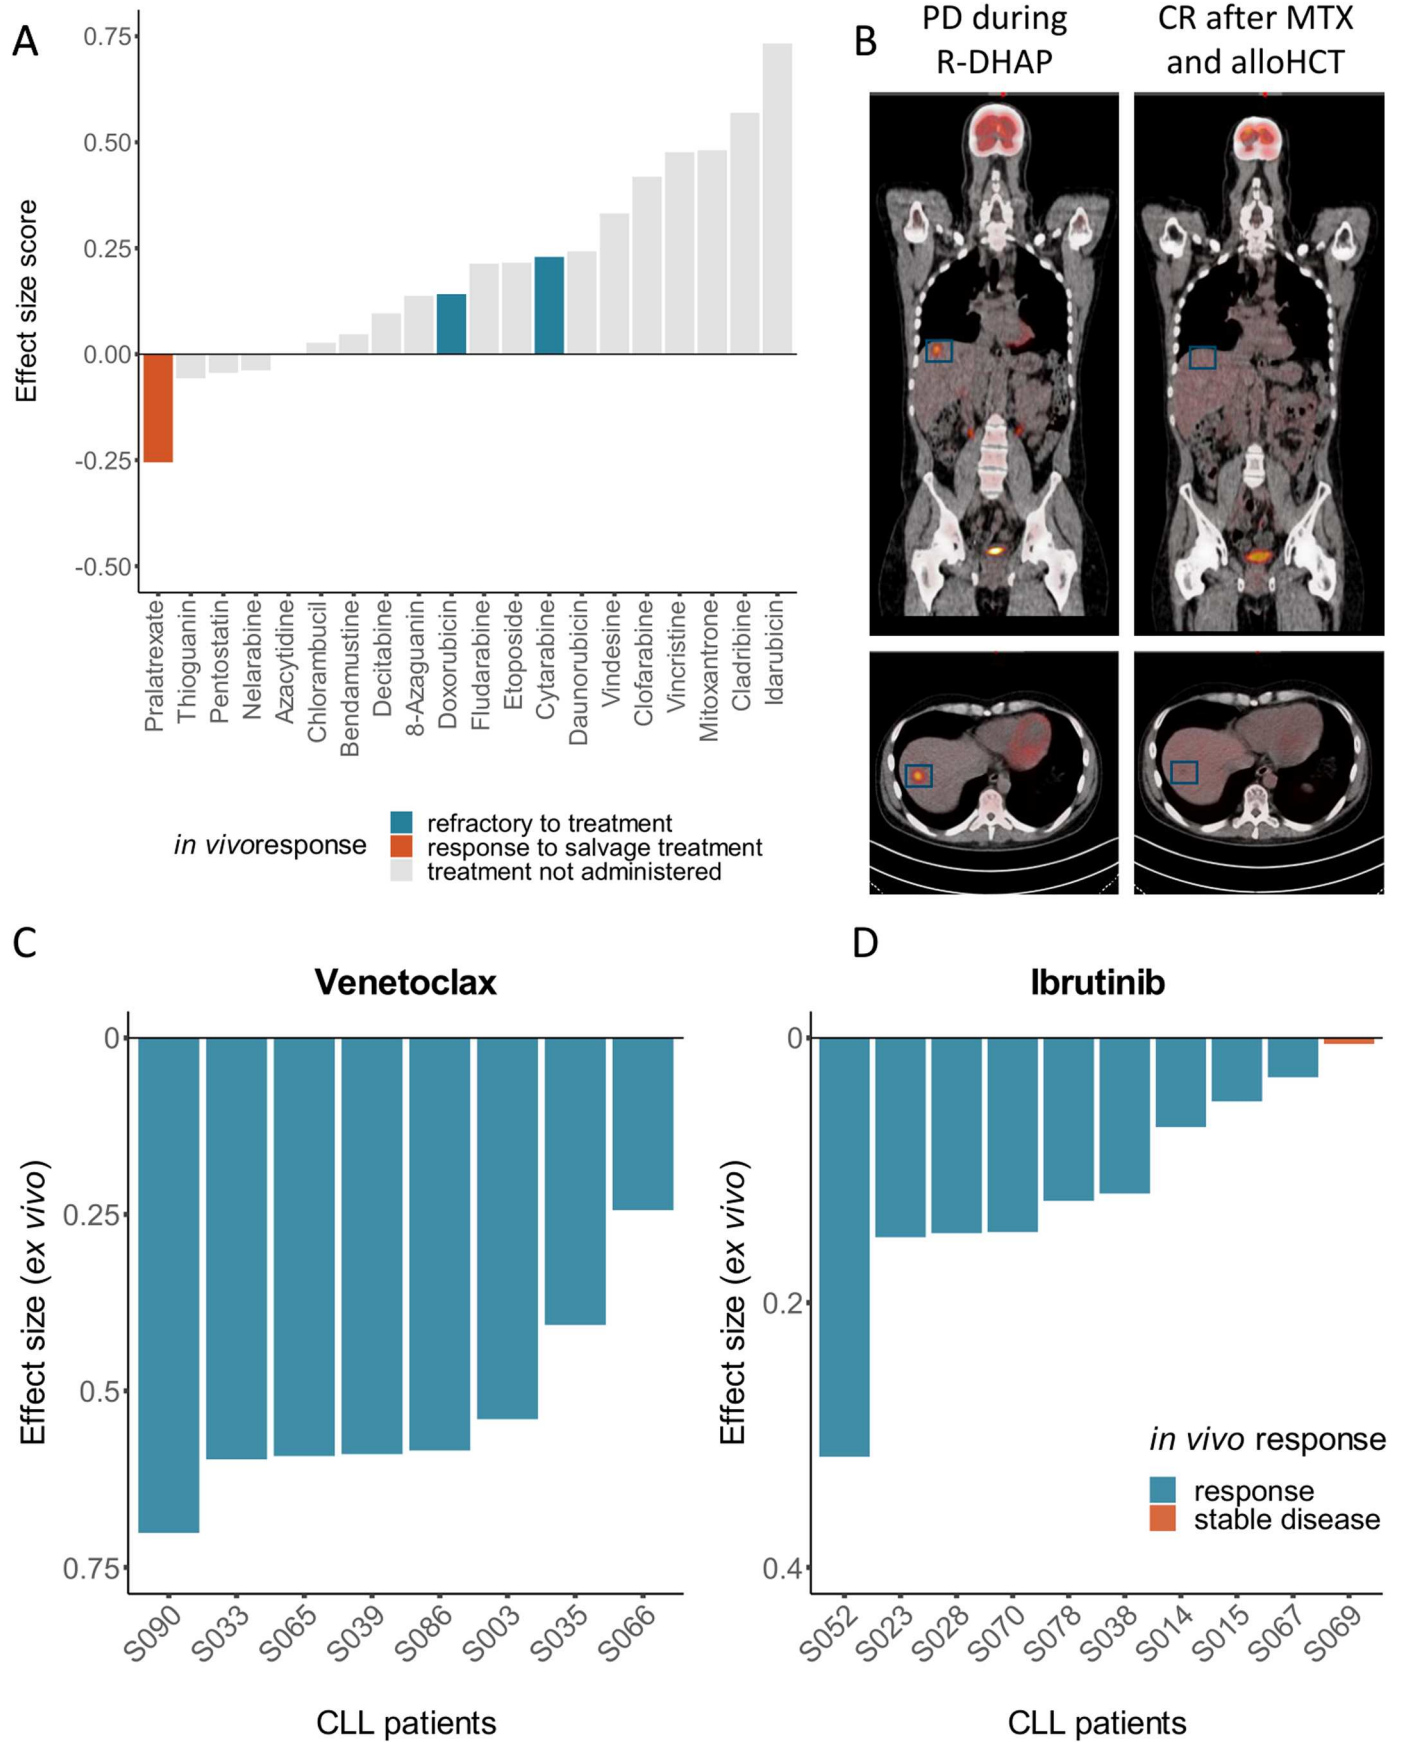 A
0.75
0.50
0.25
0.00
-0.25
-0.50
Effect size score
Pralatrexate
Thioguanin
Pentostatin
Nelarabine
Azacytidine
Chlorambucil
Bendamustine
Decitabine
8-Azaguanin
Doxorubicin
Fludarabine
Etoposide
Cytarabine
Daunorubicin
Vindesine
Clofarabine
Vincristine
Mitoxantrone
Cladribine
Idarubicin
in vivoresponse
refractory to treatment
response to salvage treatment
treatment not administered
B
PD during
R-DHAP
CR after MTX
and alloHCT
C
Venetoclax
0
0.25
0.5
0.75
Effect size (ex vivo)
S090
S033
S065
S039
S086
S003
S035
S066
CLL patients
D
Ibrutinib
0
0.2
0.4
Effect size (ex vivo)
in vivo response
response
stable disease
S052
S023
S028
S070
S078
S038
S014
S015
S067
S069
CLL patients